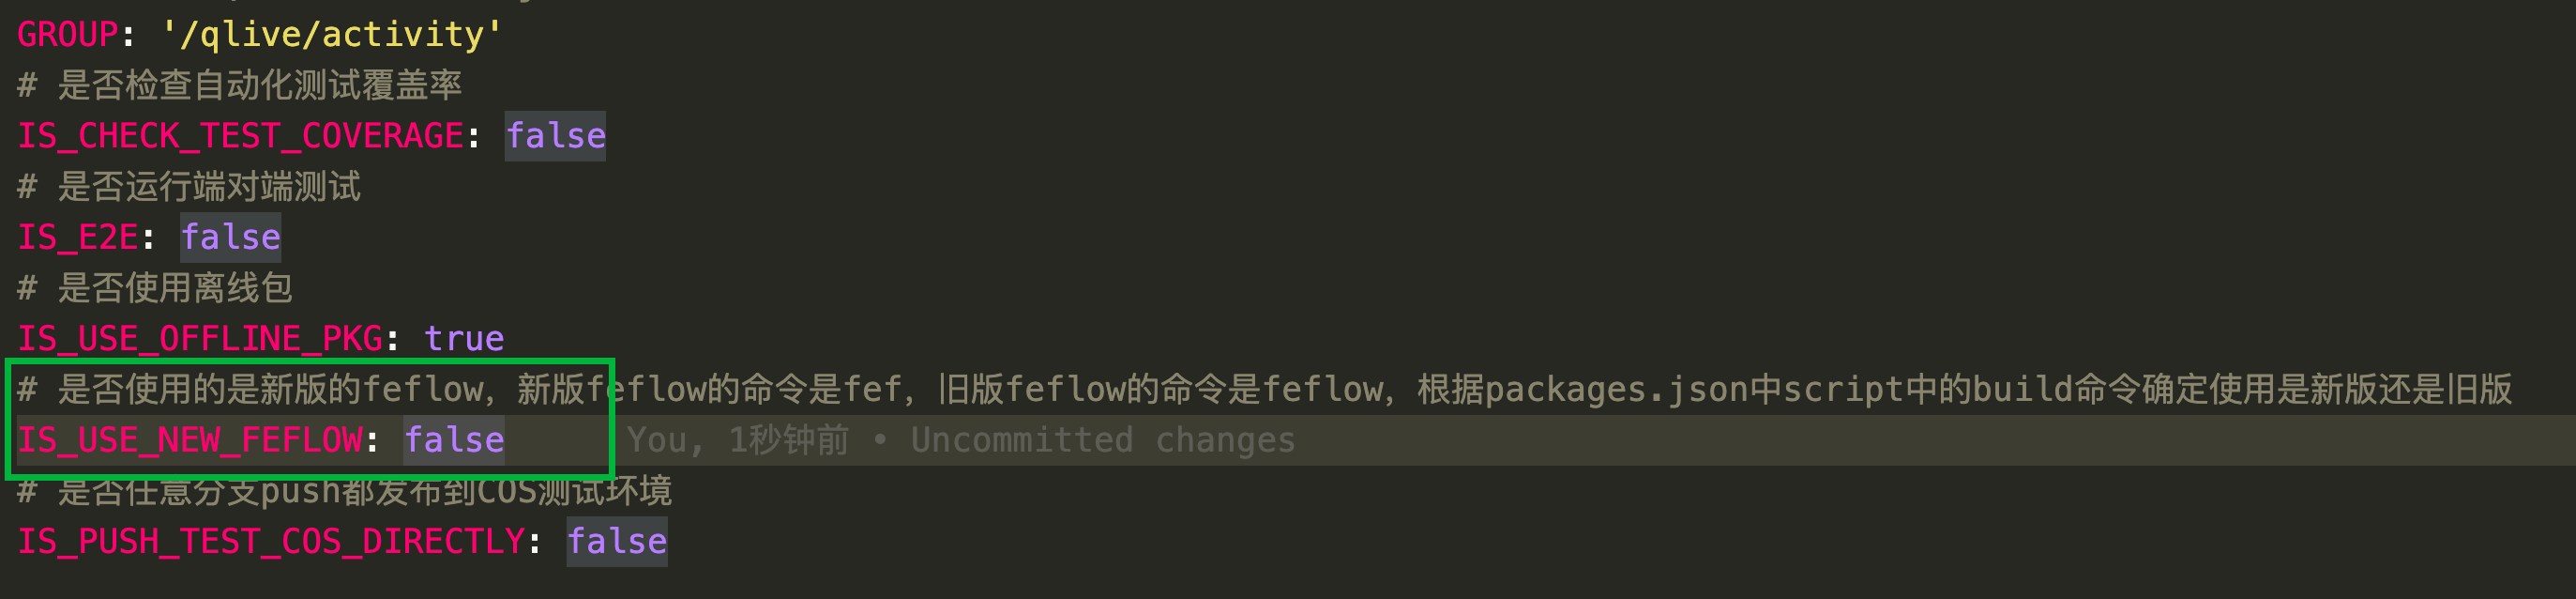 GROUP: '/qlive/activity'
# 是否检查自动化测试覆盖率
IS_CHECK_TEST_COVERAGE: false
# 是否运行端对端测试
IS_E2E: false
# 是否使用离线包
IS_USE_OFFLINE_PKG: true
# 是否使用的是新版的feflow，新版feflow的命令是fef，旧版feflow的命令是feflow，根据packages.json中script中的build命令确定使用是新版还是旧版
IS_USE_NEW_FEFLOW: false You, 1秒钟前 • Uncommitted changes
# 是否任意分支push都发布到COS测试环境
IS_PUSH_TEST_COS_DIRECTLY: false